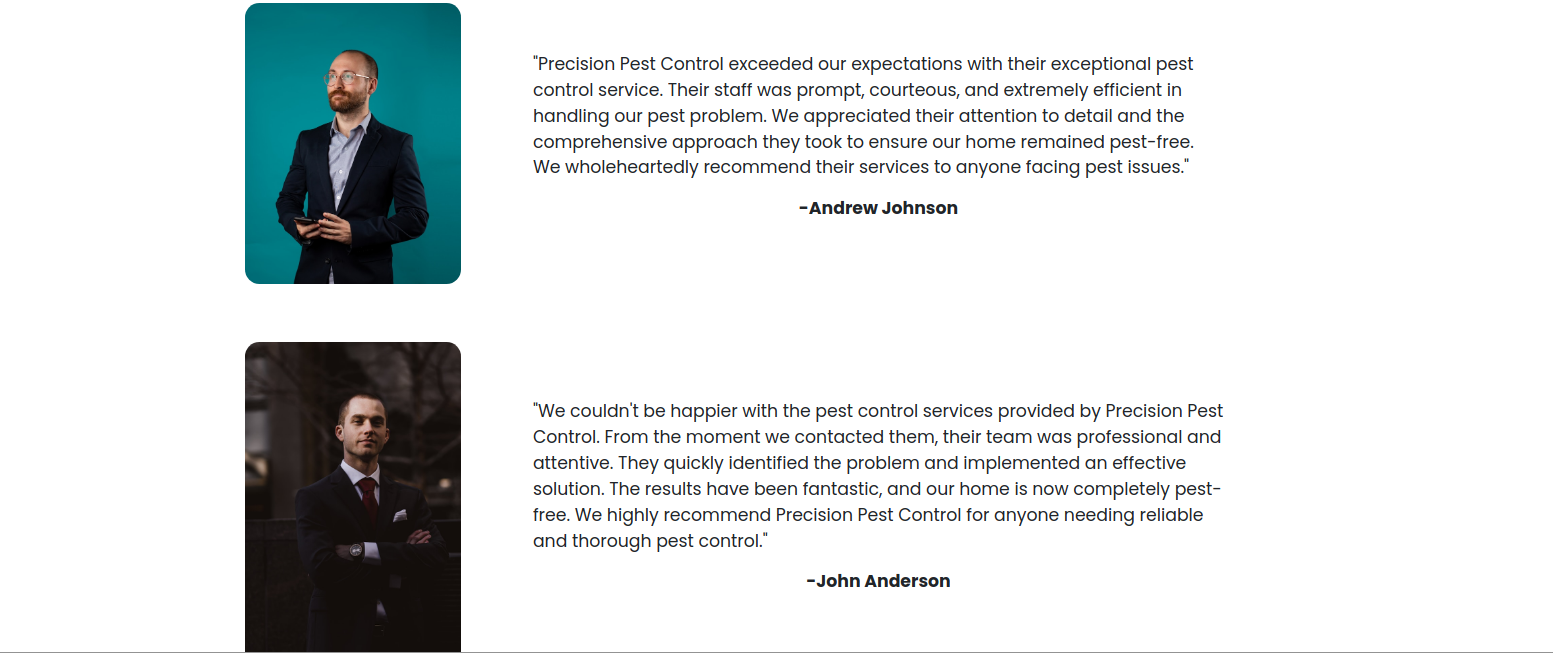 "Precision Pest Control exceeded our expectations with their exceptional pest
control service. Their staff was prompt, courteous, and extremely efficient in
handling our pest problem. We appreciated their attention to detail and the
comprehensive approach they took to ensure our home remained pest-free.
We wholeheartedly recommend their services to anyone facing pest issues."
-Andrew Johnson
"We couldn't be happier with the pest control services provided by Precision Pest
Control. From the moment we contacted them, their team was professional and
attentive. They quickly identified the problem and implemented an effective
solution. The results have been fantastic, and our home is now completely pest-
free. We highly recommend Precision Pest Control for anyone needing reliable
and thorough pest control."
-John Anderson